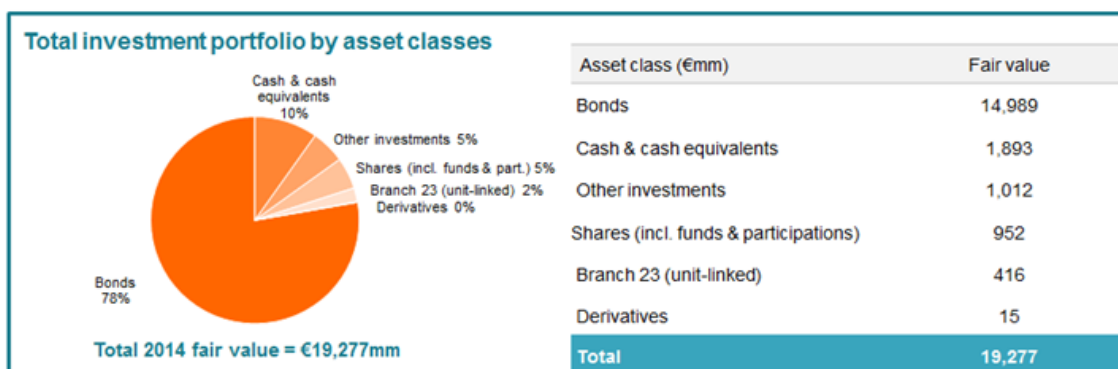 Total investment portfolio by asset classes
Cash & cash
equivalents
10%
Other investments 5%
Shares (incl. funds & part.) 5%
Branch 23 (unit-linked) 2%
Derivatives 0%
Bonds
78%
Total 2014 fair value = €19,277mm
Asset class (€mm) Fair value
Bonds 14,989
Cash & cash equivalents 1,893
Other investments 1,012
Shares (incl. funds & participations) 952
Branch 23 (unit-linked) 416
Derivatives 15
Total 19,277